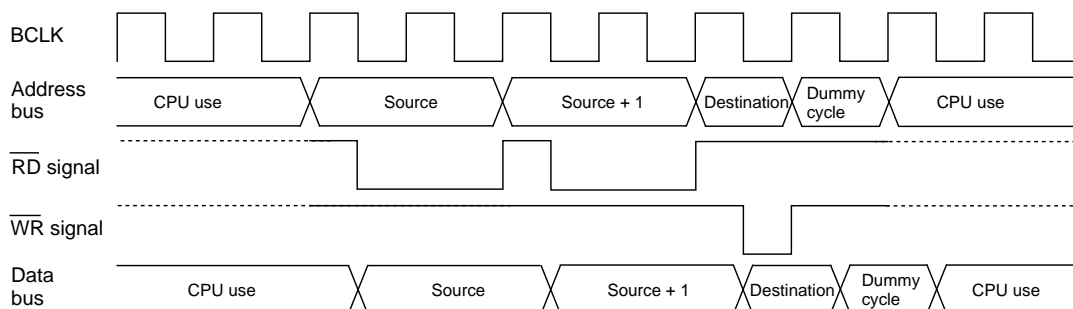 BCLK
Address
bus
CPU use
Source
Source + 1
Destination
Dummy
cycle
CPU use
RD signal
WR signal
Data
bus
CPU use
Source
Source + 1
Destination
Dummy
cycle
CPU use